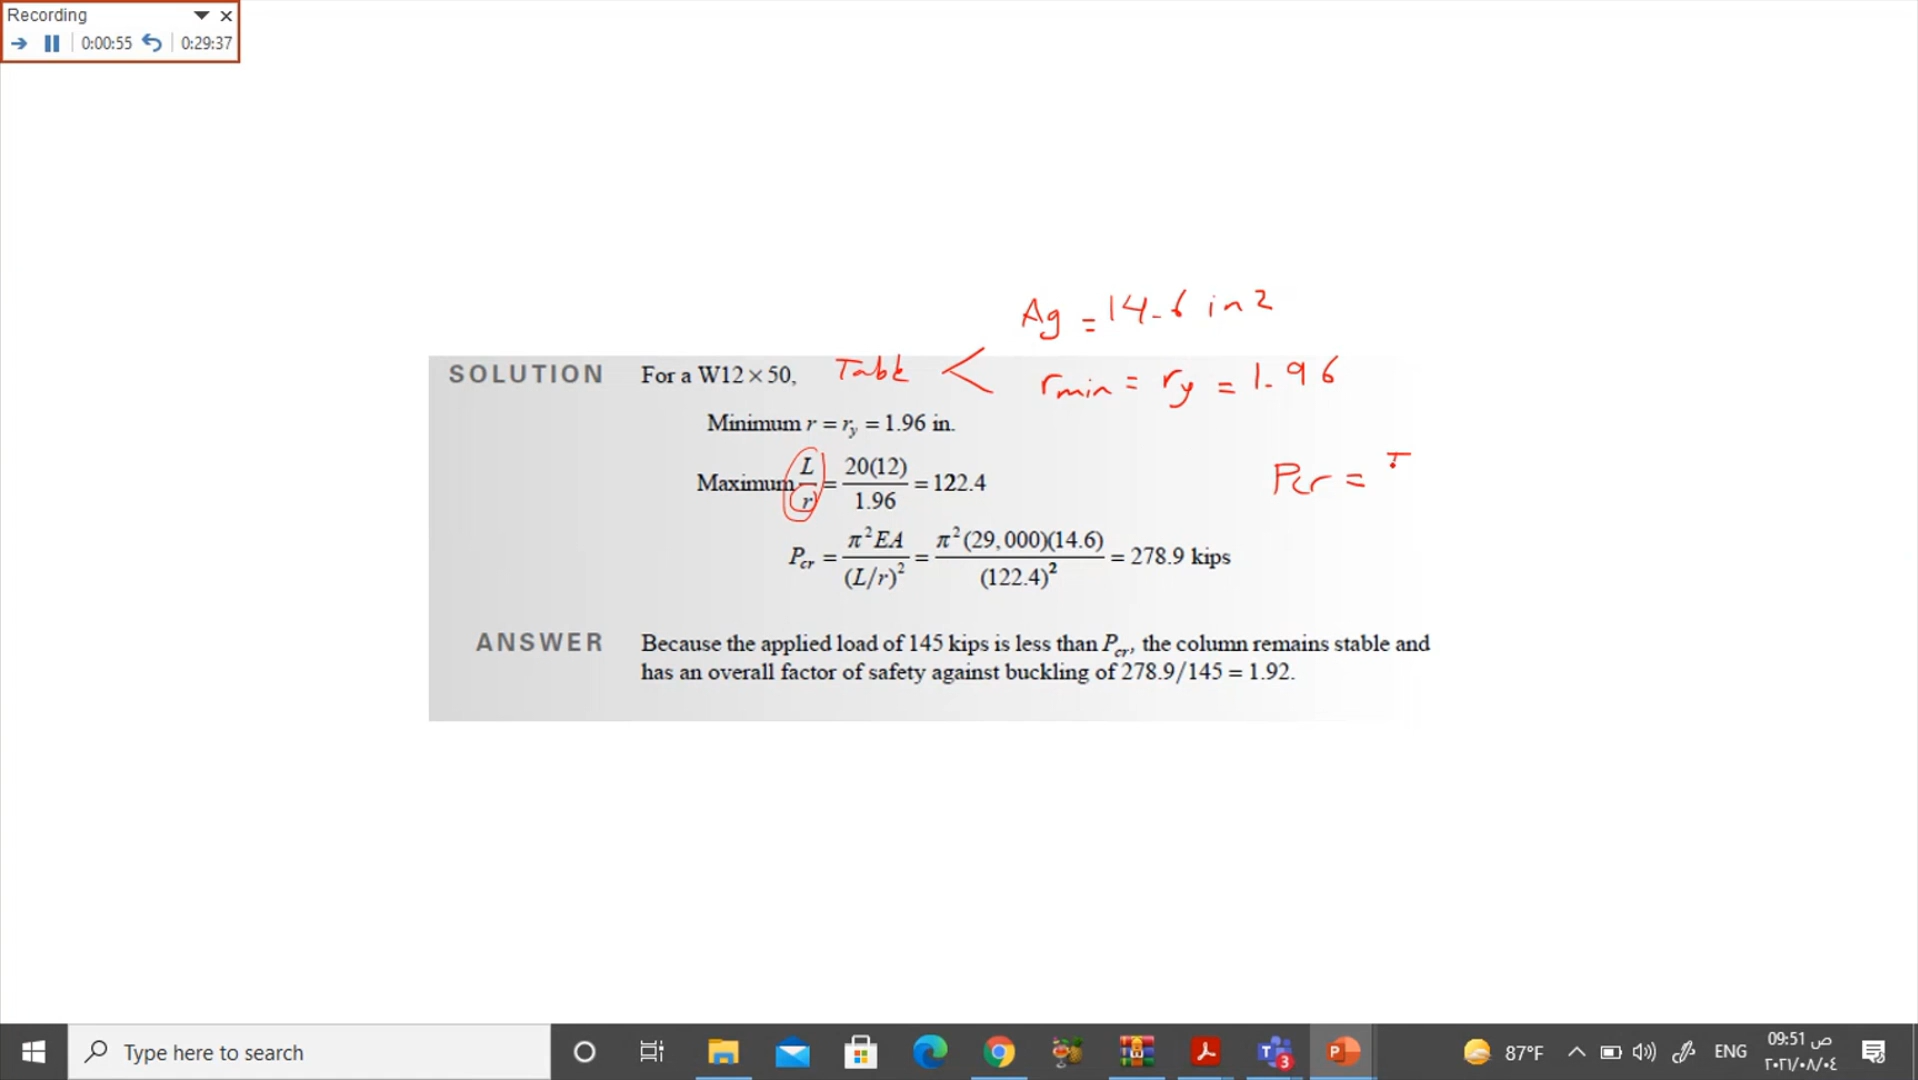 Recording
0:00:55 0:29:37
Ag = 14.6 in2
SOLUTION For a W12 × 50, Table < rmin = ry = 1.96
Minimum r = r_y = 1.96 in.
Maximum L/r = 20(12)/1.96 = 122.4
Pcr =
P_cr = π²EA/(L/r)² = π²(29,000)(14.6)/(122.4)² = 278.9 kips
ANSWER Because the applied load of 145 kips is less than P_cr, the column remains stable and
has an overall factor of safety against buckling of 278.9/145 = 1.92.
Type here to search
3
87°F
ENG
09:51 ص
٢٠٢١/٠٨/٠٤